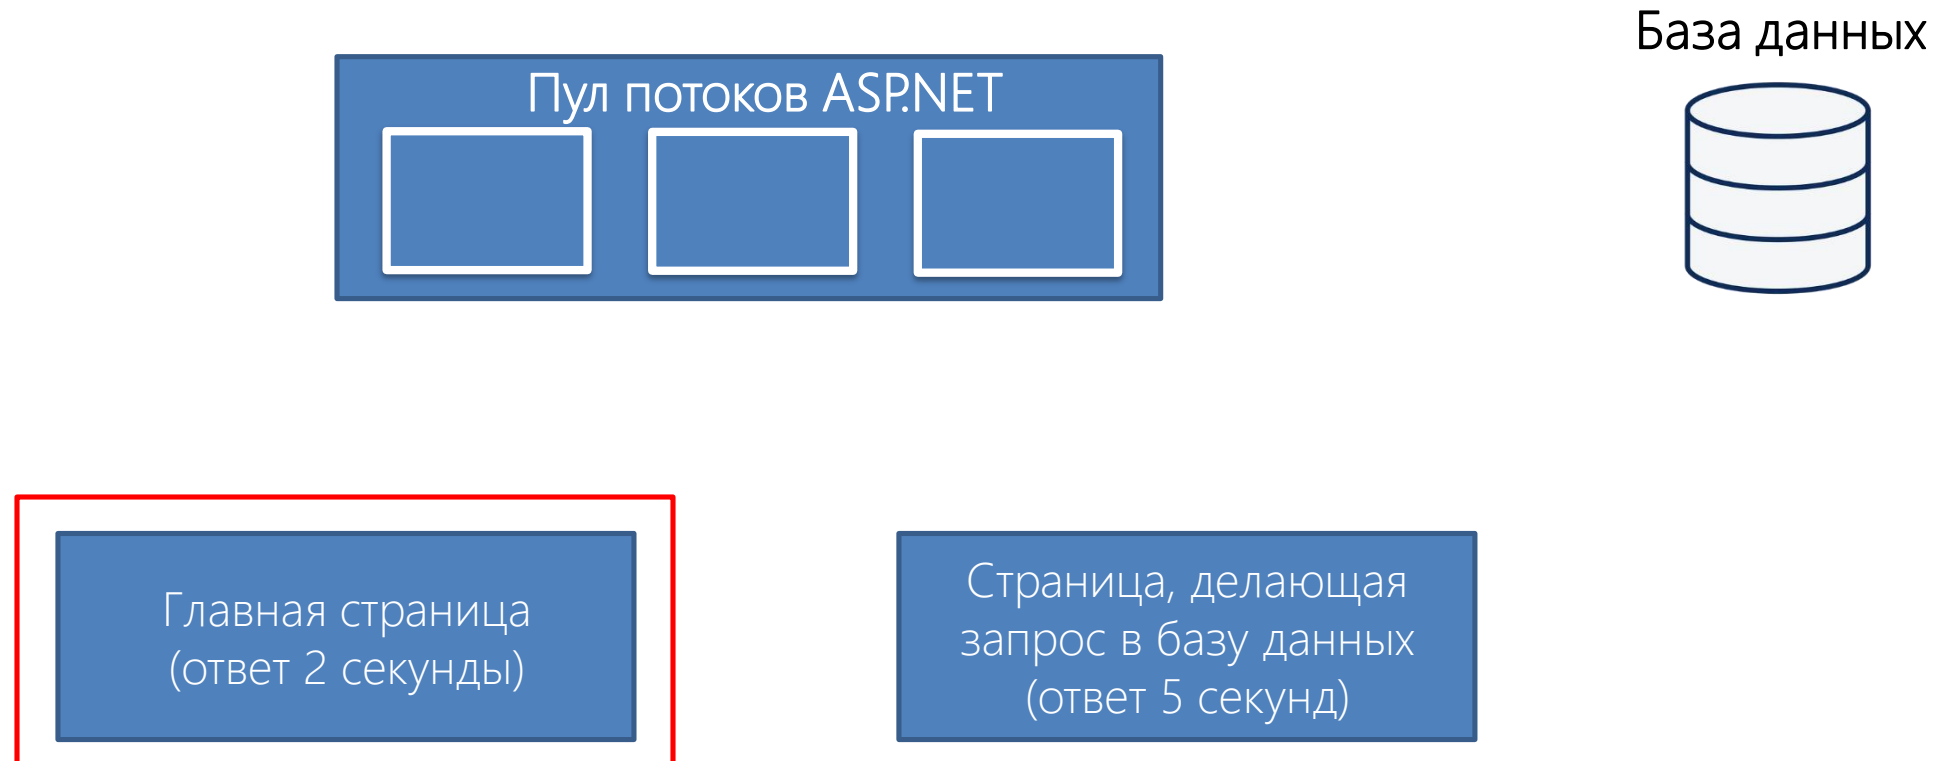 База данных
Пул потоков ASP.NET
Главная страница
(ответ 2 секунды)
Страница, делающая
запрос в базу данных
(ответ 5 секунд)